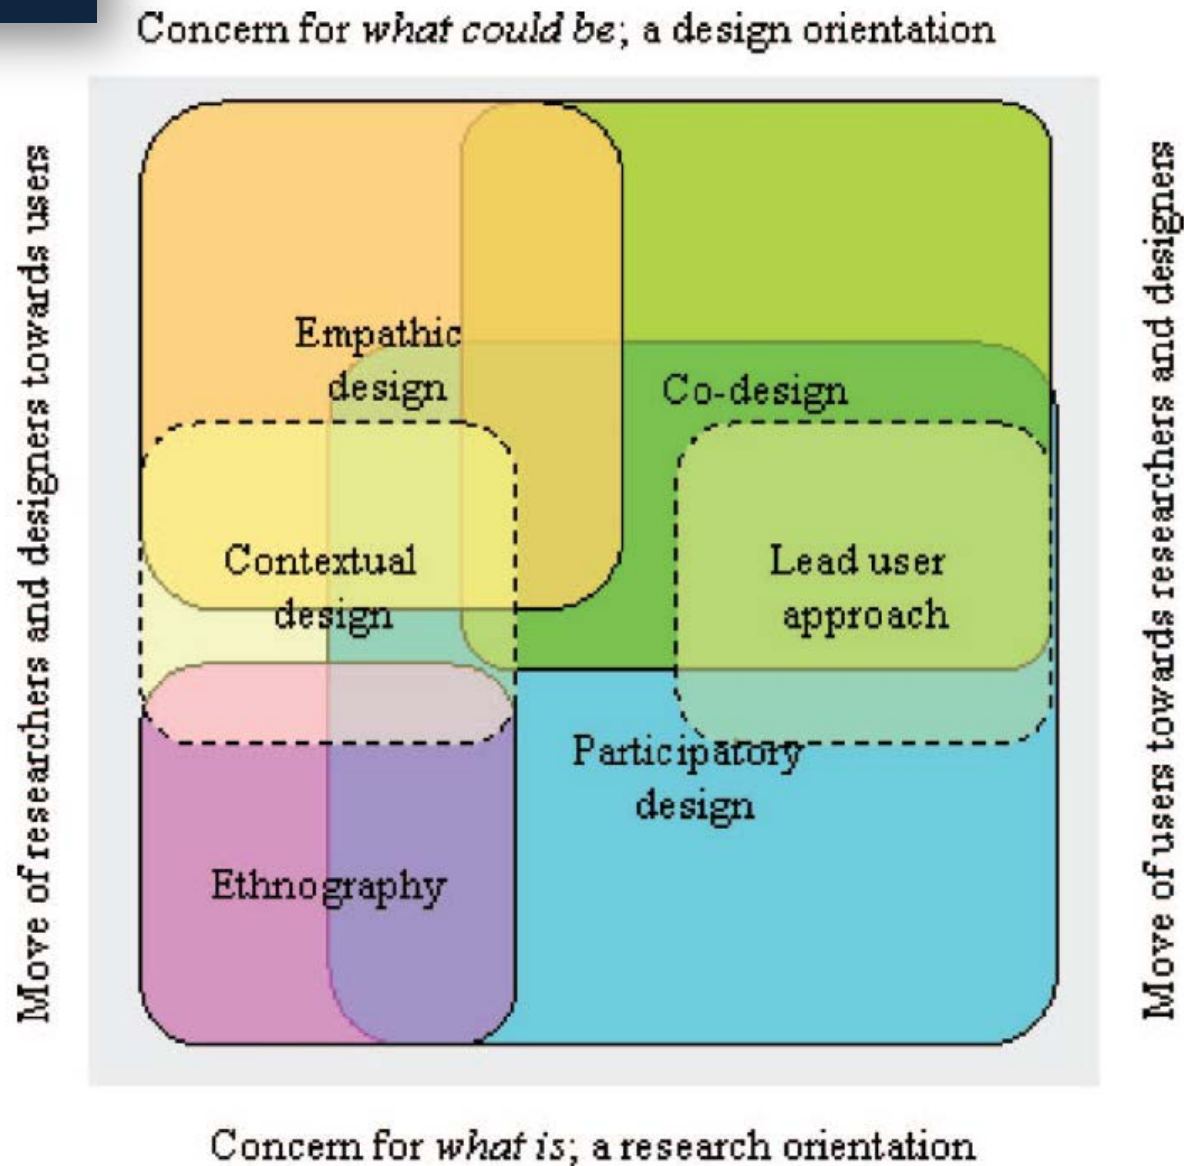 Concern for what could be; a design orientation
Move of researchers and designers towards users
Move of users towards researchers and designers
Empathic
design
Co-design
Contextual
design
Lead user
approach
Participatory
design
Ethnography
Concern for what is; a research orientation